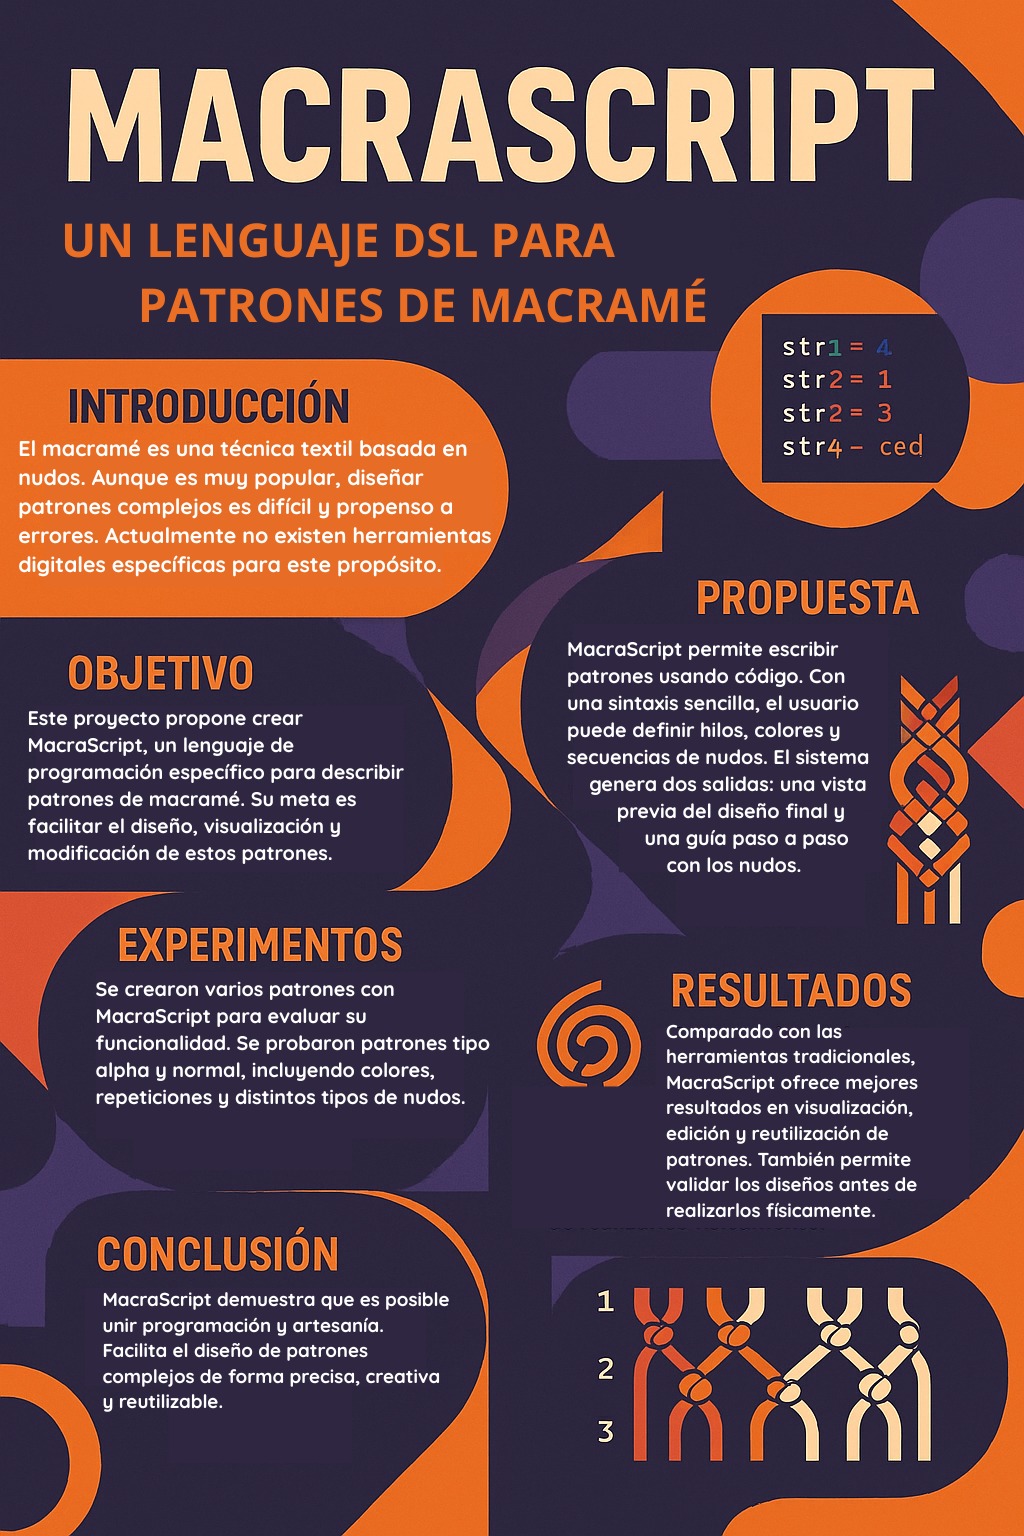 MACRASCRIPT
UN LENGUAJE DSL PARA
PATRONES DE MACRAMÉ
str1 = 4
str2 = 1
str2 = 3
str4 – ced
INTRODUCCIÓN
El macramé es una técnica textil basada en
nudos. Aunque es muy popular, diseñar
patrones complejos es difícil y propenso a
errores. Actualmente no existen herramientas
digitales específicas para este propósito.
OBJETIVO
Este proyecto propone crear
MacraScript, un lenguaje de
programación específico para describir
patrones de macramé. Su meta es
facilitar el diseño, visualización y
modificación de estos patrones.
PROPUESTA
MacraScript permite escribir
patrones usando código. Con
una sintaxis sencilla, el usuario
puede definir hilos, colores y
secuencias de nudos. El sistema
genera dos salidas: una vista
previa del diseño final y
una guía paso a paso
con los nudos.
EXPERIMENTOS
Se crearon varios patrones con
MacraScript para evaluar su
funcionalidad. Se probaron patrones tipo
alpha y normal, incluyendo colores,
repeticiones y distintos tipos de nudos.
RESULTADOS
Comparado con las
herramientas tradicionales,
MacraScript ofrece mejores
resultados en visualización,
edición y reutilización de
patrones. También permite
validar los diseños antes de
realizarlos físicamente.
CONCLUSIÓN
MacraScript demuestra que es posible
unir programación y artesanía.
Facilita el diseño de patrones
complejos de forma precisa, creativa
y reutilizable.
1
2
3